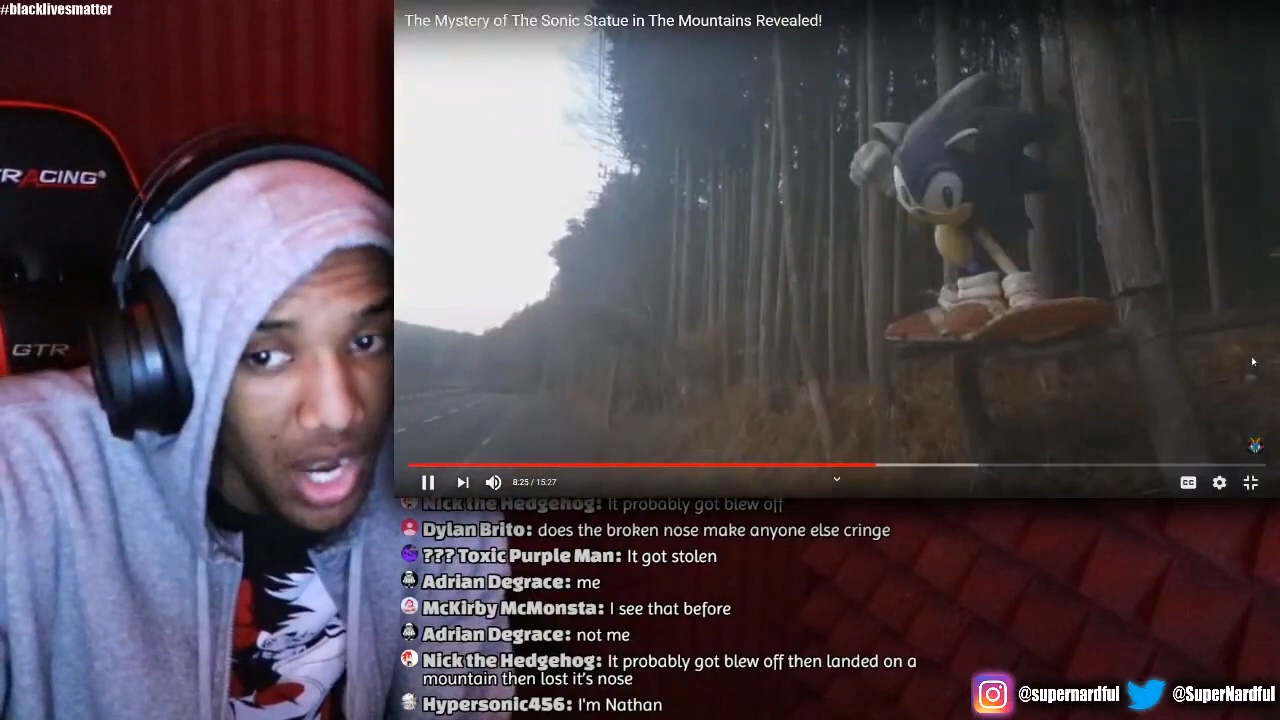 #blacklivesmatter
The Mystery of The Sonic Statue in The Mountains Revealed!
RACING®
GTR
8:25 / 15:27
CC
Nick the Hedgehog: It probably got blew off
Dylan Brito: does the broken nose make anyone else cringe
??? Toxic Purple Man: It got stolen
Adrian Degrace: me
McKirby McMonsta: I see that before
Adrian Degrace: not me
Nick the Hedgehog: It probably got blew off then landed on a
mountain then lost it's nose
Hypersonic456: I'm Nathan
@supernardful @SuperNardful